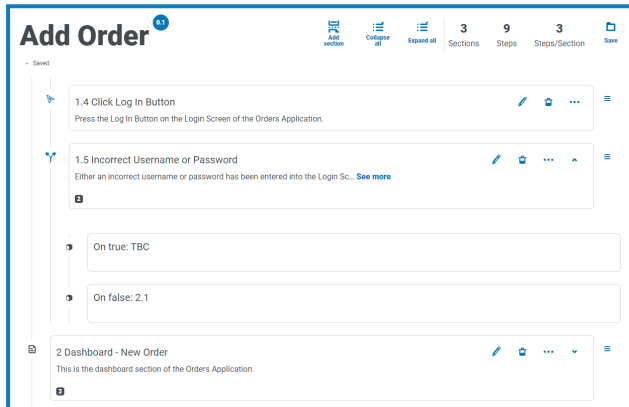 Add Order 0.1
Add section
Collapse all
Expand all
3 Sections
9 Steps
3 Steps/Section
Save
Saved
1.4 Click Log In Button
Press the Log In Button on the Login Screen of the Orders Application.
1.5 Incorrect Username or Password
Either an incorrect username or password has been entered into the Login Sc... See more
2
On true: TBC
On false: 2.1
2 Dashboard - New Order
This is the dashboard section of the Orders Application.
2